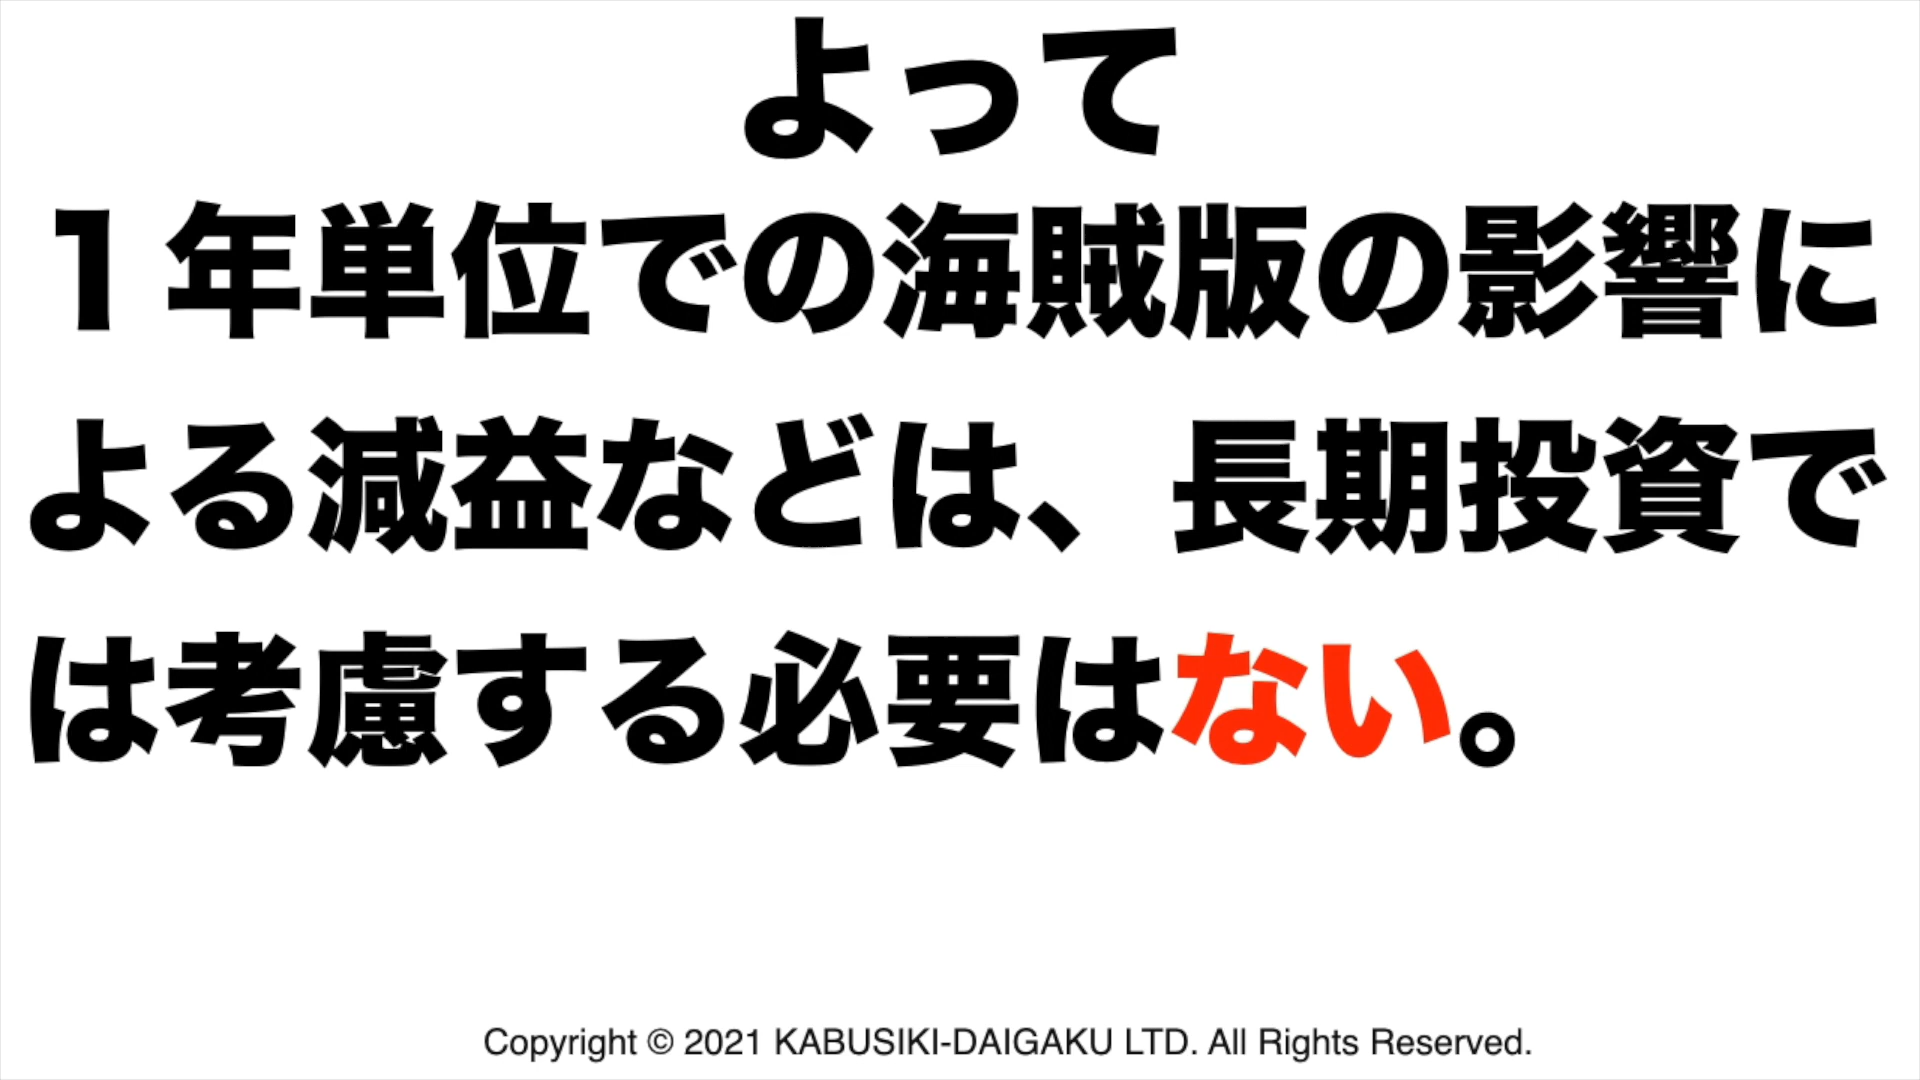 よって
１年単位での海賊版の影響に
よる減益などは、長期投資で
は考慮する必要はない。
Copyright © 2021 KABUSIKI-DAIGAKU LTD. All Rights Reserved.